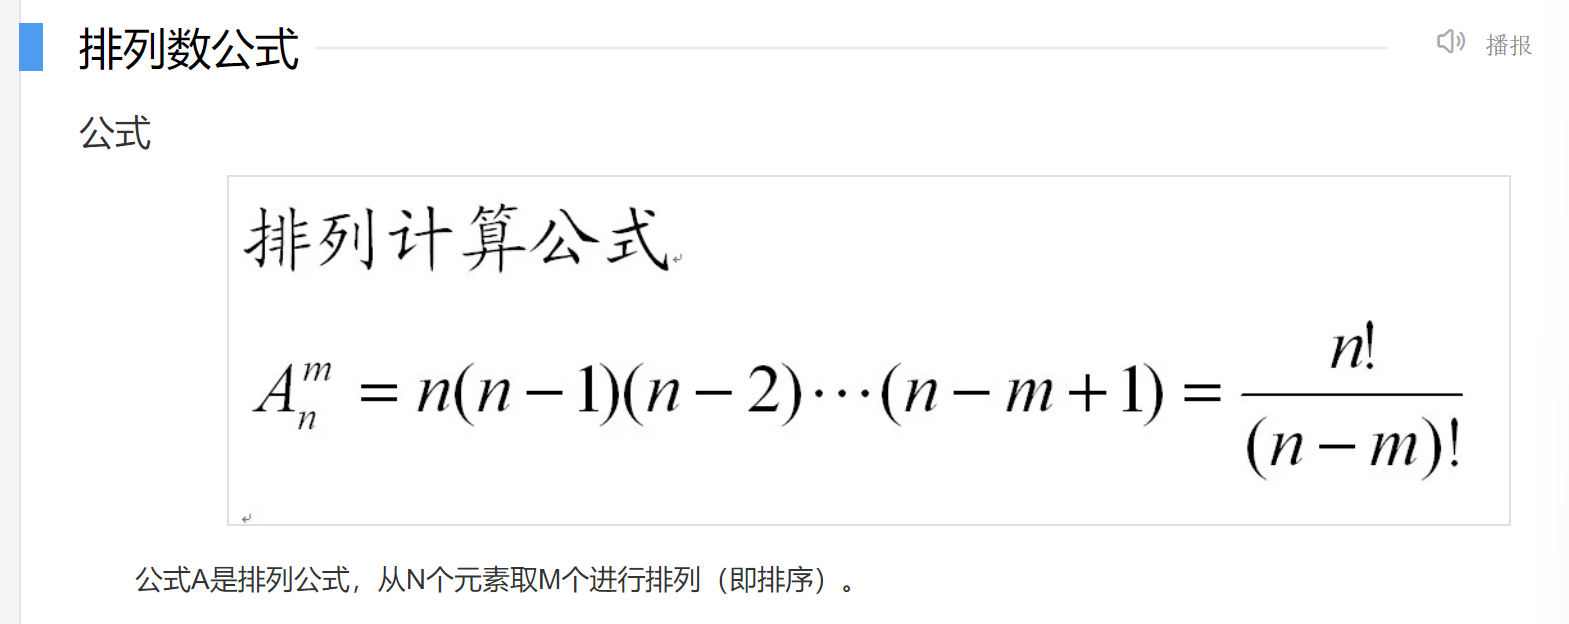 排列数公式
播报
公式
排列计算公式
A_n^m = n(n−1)(n−2)⋯(n−m+1) = n!/(n−m)!
公式A是排列公式，从N个元素取M个进行排列（即排序）。